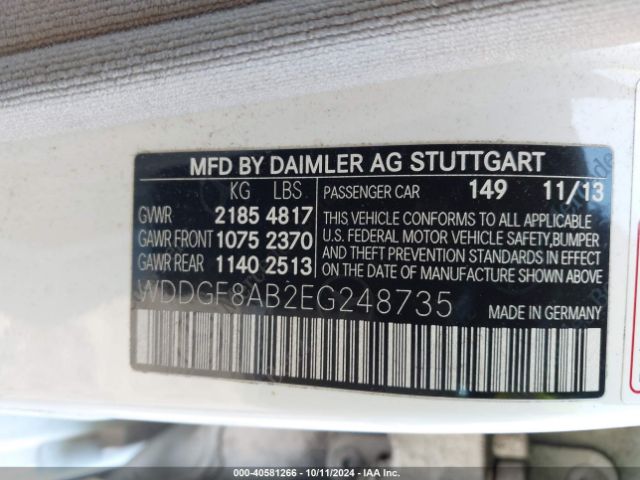 MFD BY DAIMLER AG STUTTGART
KG LBS PASSENGER CAR 149 11/13
GVWR 2185 4817
GAWR FRONT 1075 2370
GAWR REAR 1140 2513
THIS VEHICLE CONFORMS TO ALL APPLICABLE
U.S. FEDERAL MOTOR VEHICLE SAFETY,BUMPER
AND THEFT PREVENTION STANDARDS IN EFFECT
ON THE DATE OF MANUFACTURE SHOWN ABOVE.
WDDGF8AB2EG248735
MADE IN GERMANY
000-40581266 - 10/11/2024 - IAA Inc.